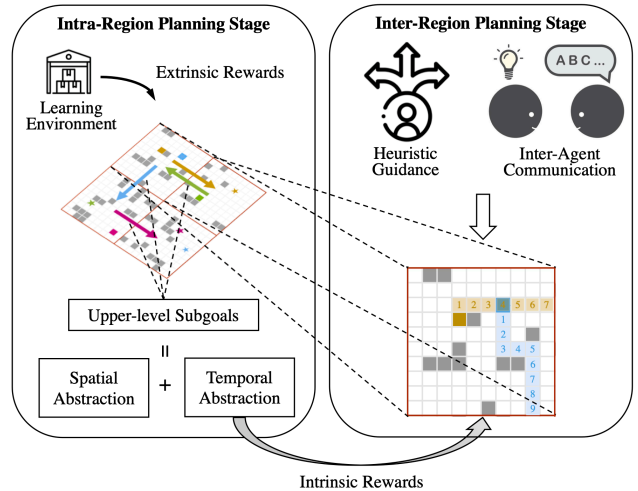 Intra-Region Planning Stage
Extrinsic Rewards
Learning
Environment
Upper-level Subgoals
=
Spatial
Abstraction
+
Temporal
Abstraction
Inter-Region Planning Stage
ABC...
Heuristic
Guidance
Inter-Agent
Communication
1 2 3 5 6 7
1
2
3 4 5
6
7
8
9
Intrinsic Rewards